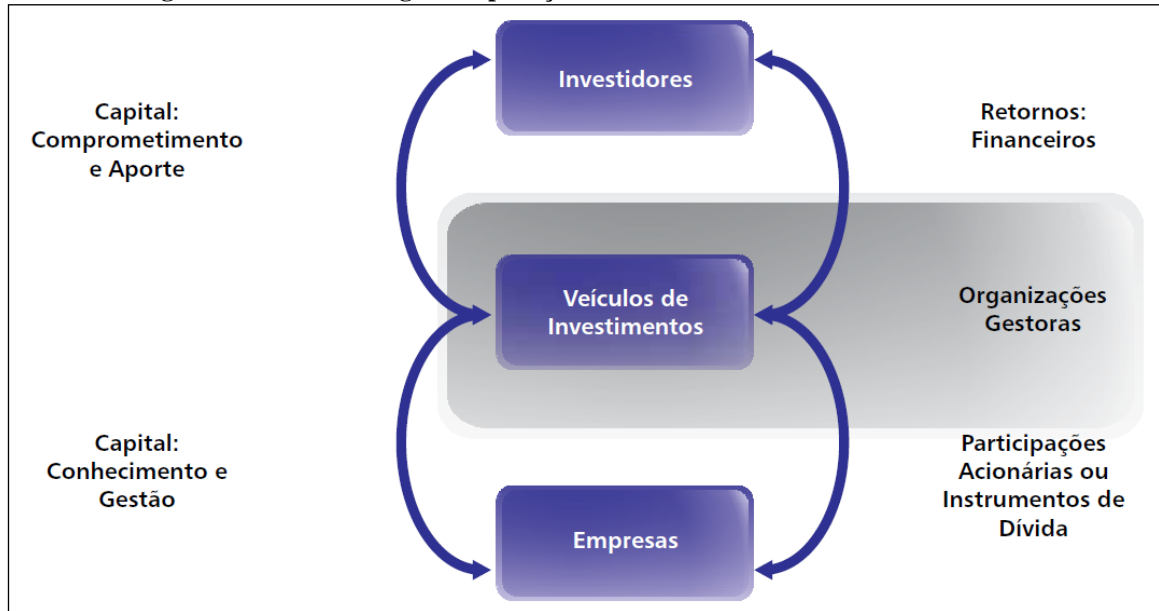 Investidores
Capital:
Comprometimento
e Aporte
Retornos:
Financeiros
Veículos de
Investimentos
Organizações
Gestoras
Capital:
Conhecimento e
Gestão
Participações
Acionárias ou
Instrumentos de
Dívida
Empresas